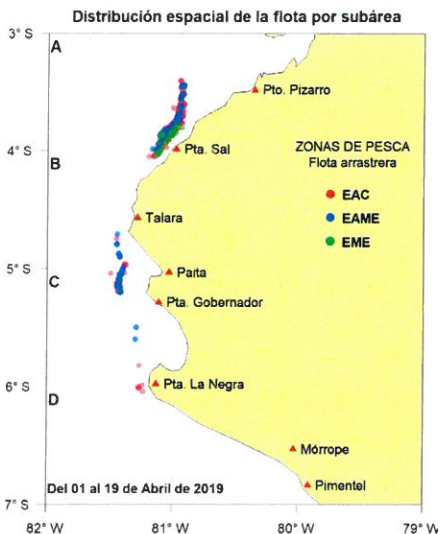 Distribución espacial de la flota por subárea
3° S
A
Pto. Pizarro
ZONAS DE PESCA
Flota arrastrera
EAC
EAME
EME
4° S
B
Pta. Sal
Talara
5° S
C
Paita
Pta. Gobernador
6° S
D
Pta. La Negra
Mórrope
Pimentel
Del 01 al 19 de Abril de 2019
7° S
82° W
81° W
80° W
79° W